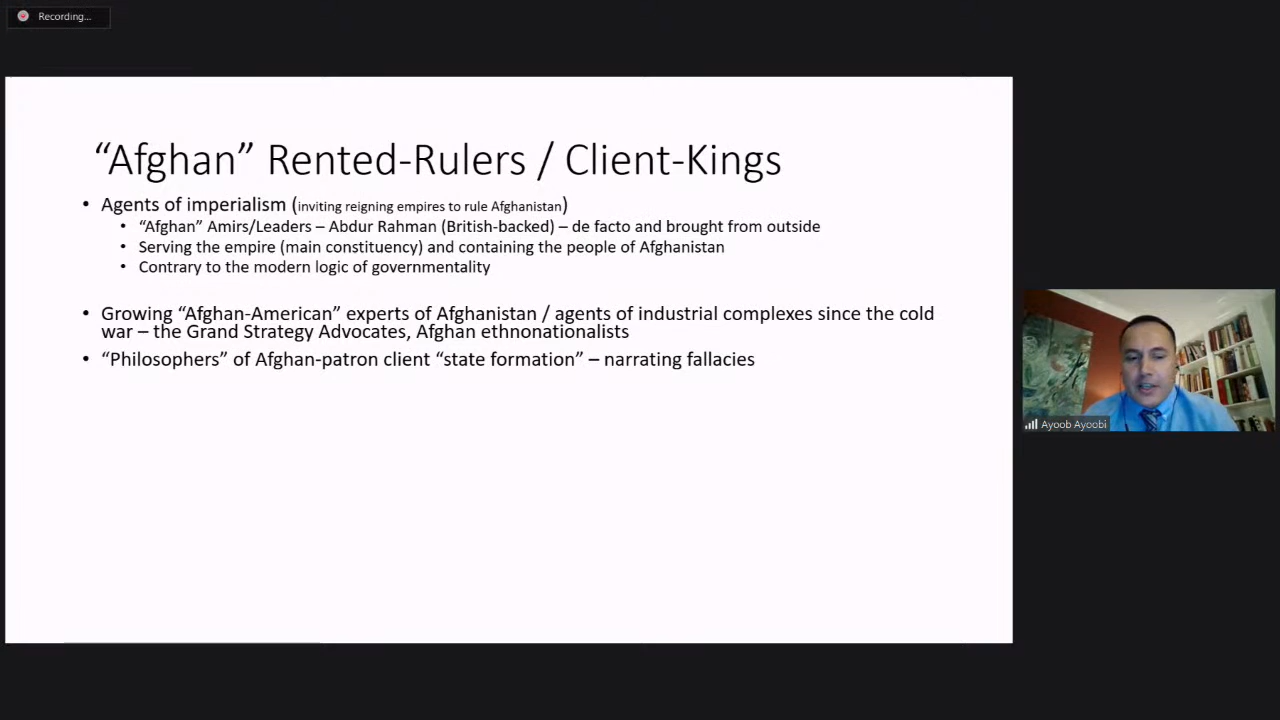 Recording...
“Afghan” Rented-Rulers / Client-Kings
• Agents of imperialism (inviting reigning empires to rule Afghanistan)
• “Afghan” Amirs/Leaders – Abdur Rahman (British-backed) – de facto and brought from outside
• Serving the empire (main constituency) and containing the people of Afghanistan
• Contrary to the modern logic of governmentality
• Growing “Afghan-American” experts of Afghanistan / agents of industrial complexes since the cold
war – the Grand Strategy Advocates, Afghan ethnonationalists
• “Philosophers” of Afghan-patron client “state formation” – narrating fallacies
Ayoob Ayoobi